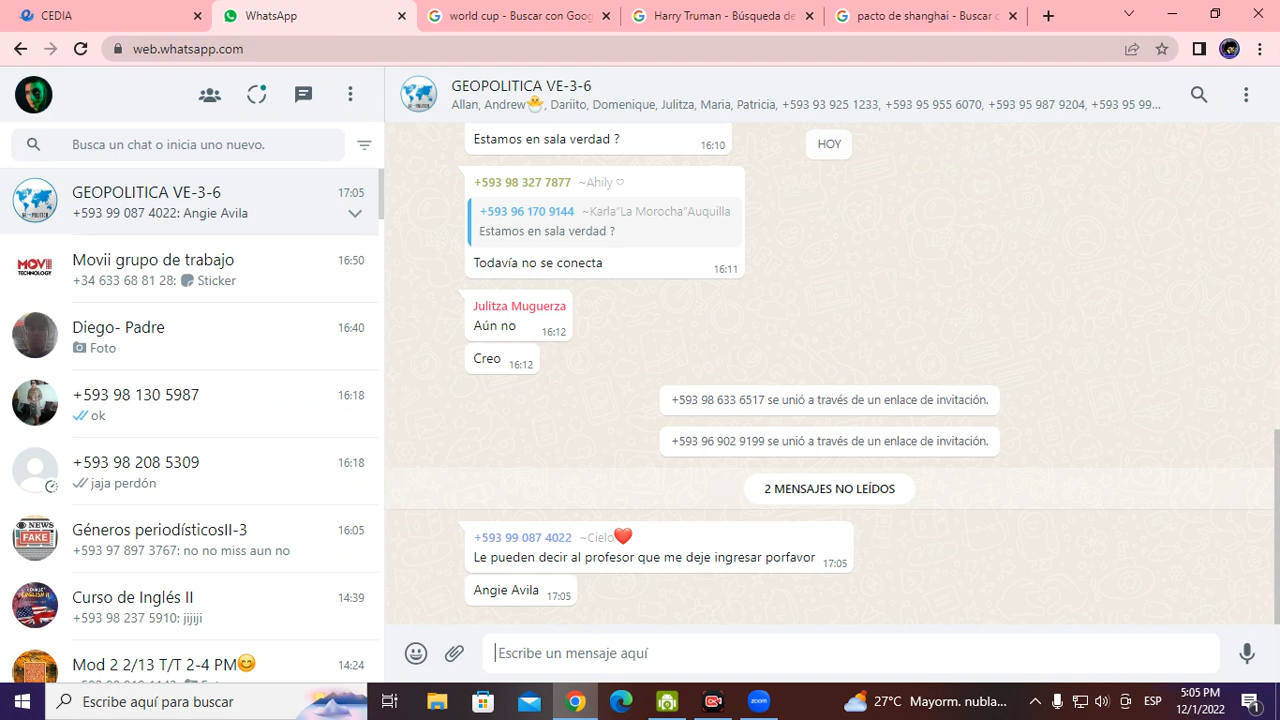 CEDIA
WhatsApp
world cup - Buscar con Goog
Harry Truman - Búsqueda de
pacto de shanghai - Buscar c
web.whatsapp.com
GEOPOLITICA VE-3-6
Allan, Andrew🐣, Dariito, Domenique, Julitza, Maria, Patricia, +593 93 925 1233, +593 95 955 6070, +593 95 987 9204, +593 95 99...
Busca un chat o inicia uno nuevo.
GEOPOLITICA VE-3-6 17:05
+593 99 087 4022: Angie Avila
Movii grupo de trabajo 16:50
+34 633 68 81 28: Sticker
Diego- Padre 16:40
Foto
+593 98 130 5987 16:18
ok
+593 98 208 5309 16:18
jaja perdón
Géneros periodísticosII-3 16:05
+593 97 897 3767: no no miss aun no
Curso de Inglés II 14:39
+593 98 237 5910: jijiji
Mod 2 2/13 T/T 2-4 PM😊 14:24
HOY
Estamos en sala verdad ? 16:10
+593 98 327 7877 ~Ahily ♡
+593 96 170 9144 ~Karla"La Morocha"Auquilla
Estamos en sala verdad ?
Todavía no se conecta 16:11
Julitza Muguerza
Aún no 16:12
Creo 16:12
+593 98 633 6517 se unió a través de un enlace de invitación.
+593 96 902 9199 se unió a través de un enlace de invitación.
2 MENSAJES NO LEÍDOS
+593 99 087 4022 ~Cielo❤️
Le pueden decir al profesor que me deje ingresar porfavor 17:05
Angie Avila 17:05
Escribe un mensaje aquí
Escribe aquí para buscar
zoom
27°C Mayorm. nubla...
ESP
5:05 PM
12/1/2022
1